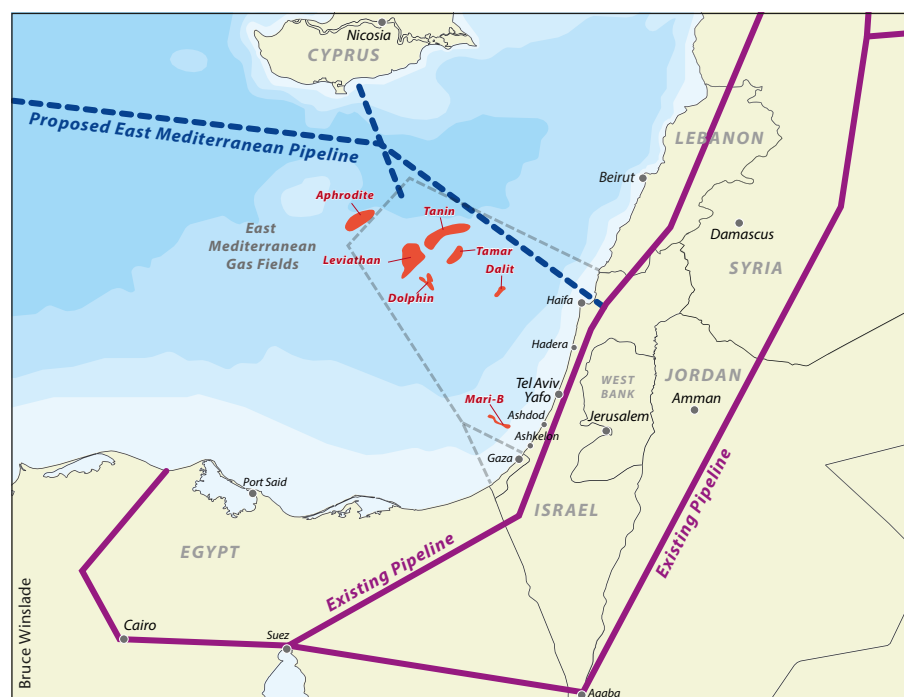 Nicosia
CYPRUS
Proposed East Mediterranean Pipeline
LEBANON
Beirut
Aphrodite
Tanin
East
Mediterranean
Gas Fields
Damascus
Leviathan
Tamar
SYRIA
Dalit
Dolphin
Haifa
Hadera
WEST
BANK
JORDAN
Tel Aviv
Yafo
Amman
Mari-B
Ashdod
Jerusalem
Ashkelon
Gaza
Port Said
ISRAEL
EGYPT
Existing Pipeline
Existing Pipeline
Bruce Winslade
Cairo
Suez
Aqaba